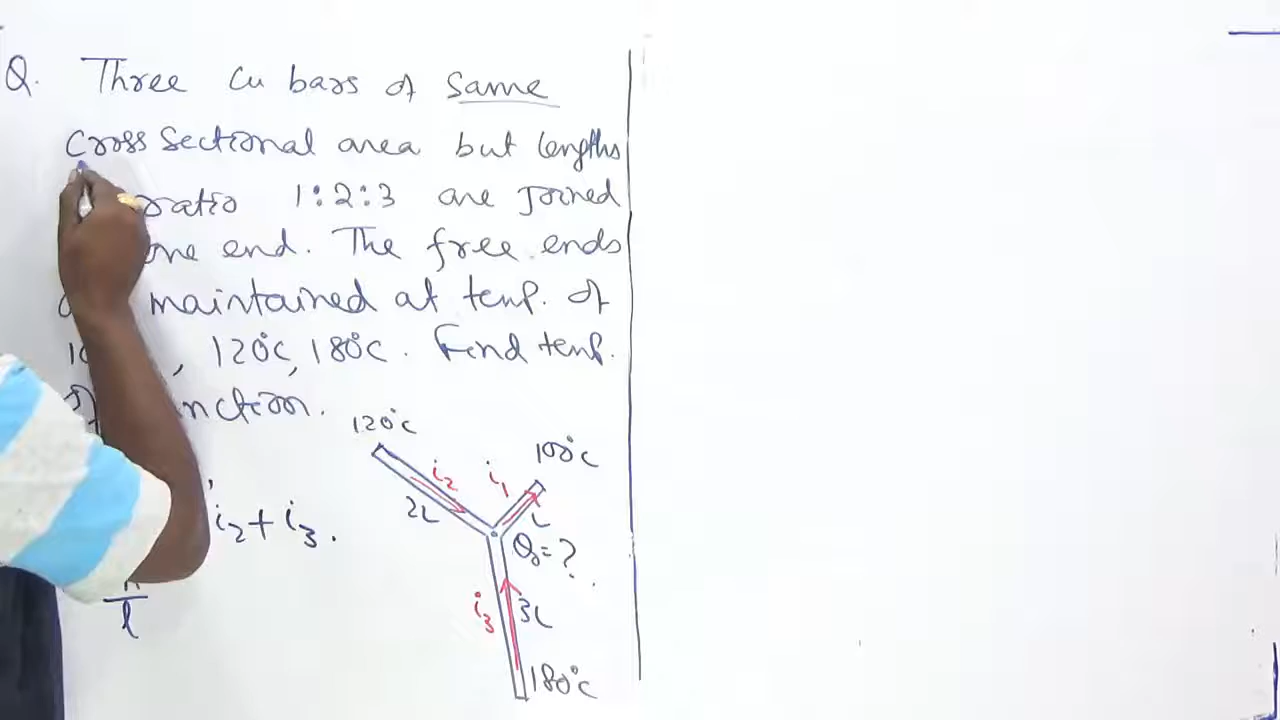 Q. Three Cu bars of Same
Cross Sectional area but lengths
ratio 1:2:3 are Joined
one end. The free ends
maintained at temp. of
, 120°C, 180°C. Find temp.
nction.
i2 + i3.
l
120°C
100°C
i2
i1
2L
L
θ0 = ?
i3
3L
180°C